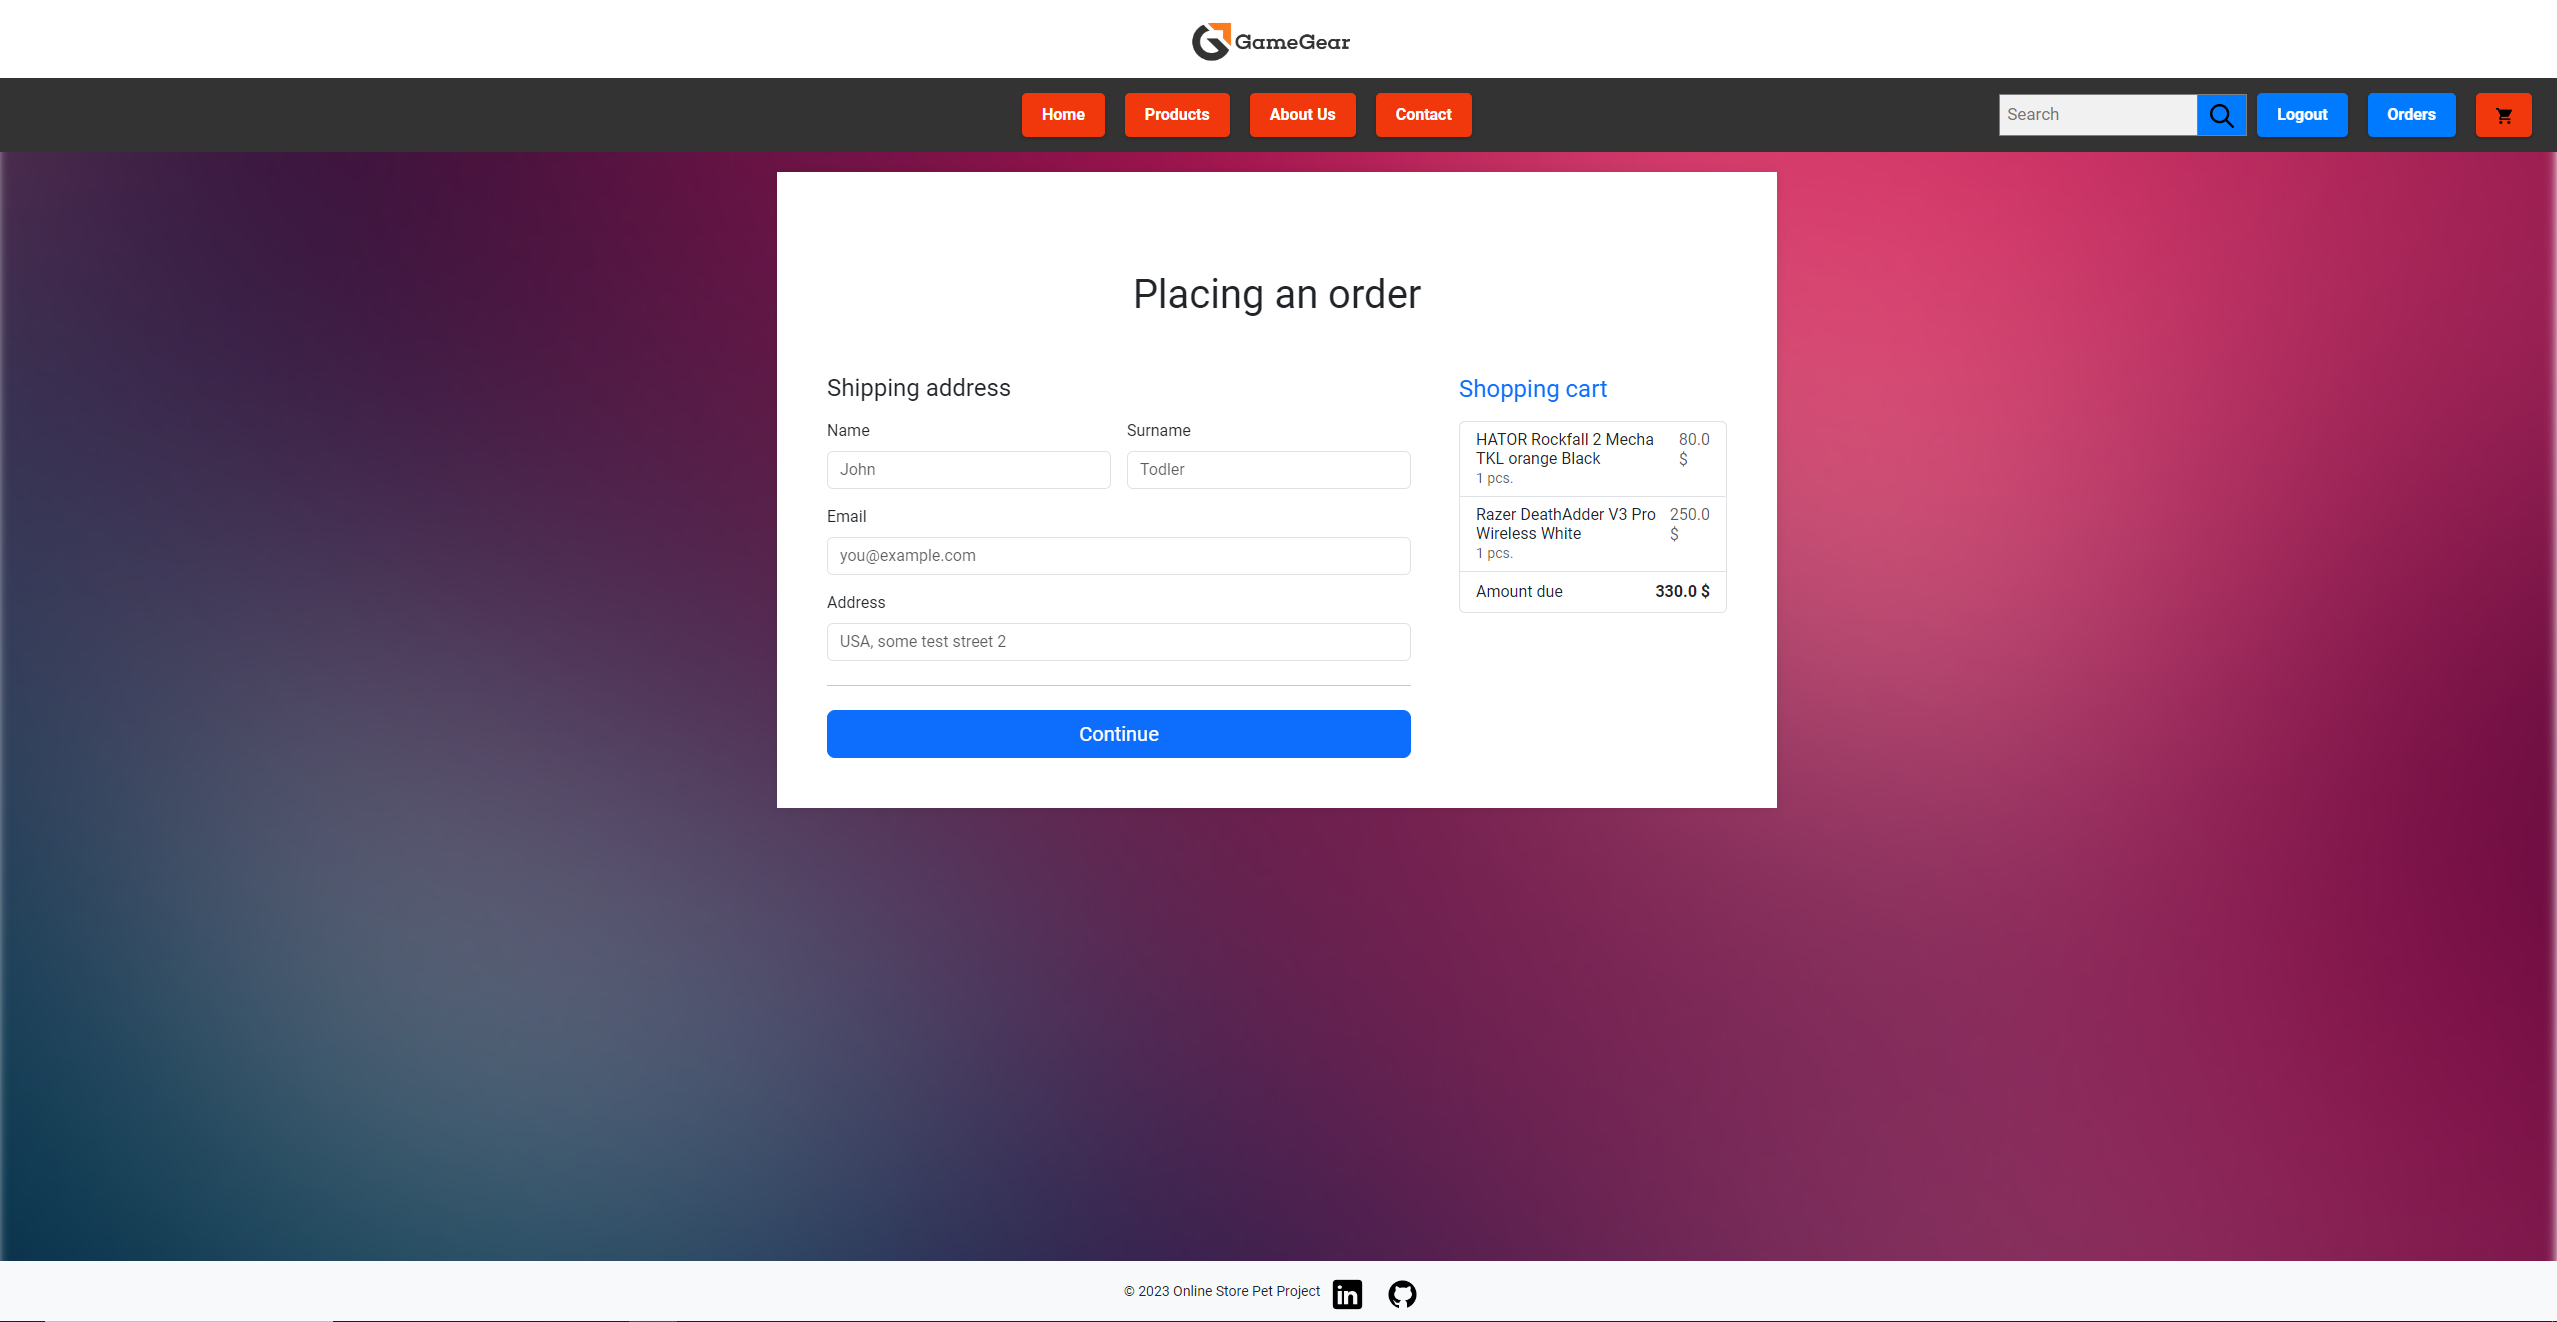 GameGear
Home Products About Us Contact Search Logout Orders
Placing an order
Shipping address
Name Surname
John Todler
Email
you@example.com
Address
USA, some test street 2
Continue
Shopping cart
HATOR Rockfall 2 Mecha 80.0
TKL orange Black $
1 pcs.
Razer DeathAdder V3 Pro 250.0
Wireless White $
1 pcs.
Amount due 330.0 $
© 2023 Online Store Pet Project in